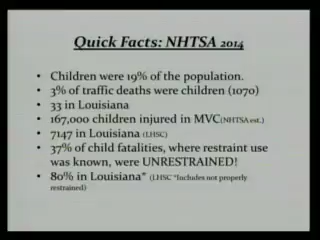 Quick Facts: NHTSA 2014
• Children were 19% of the population.
• 3% of traffic deaths were children (1070)
• 33 in Louisiana
• 167,000 children injured in MVC(NHTSA est.)
• 7147 in Louisiana (LHSC)
• 37% of child fatalities, where restraint use
was known, were UNRESTRAINED!
• 80% in Louisiana* (LHSC *Includes not properly
restrained)